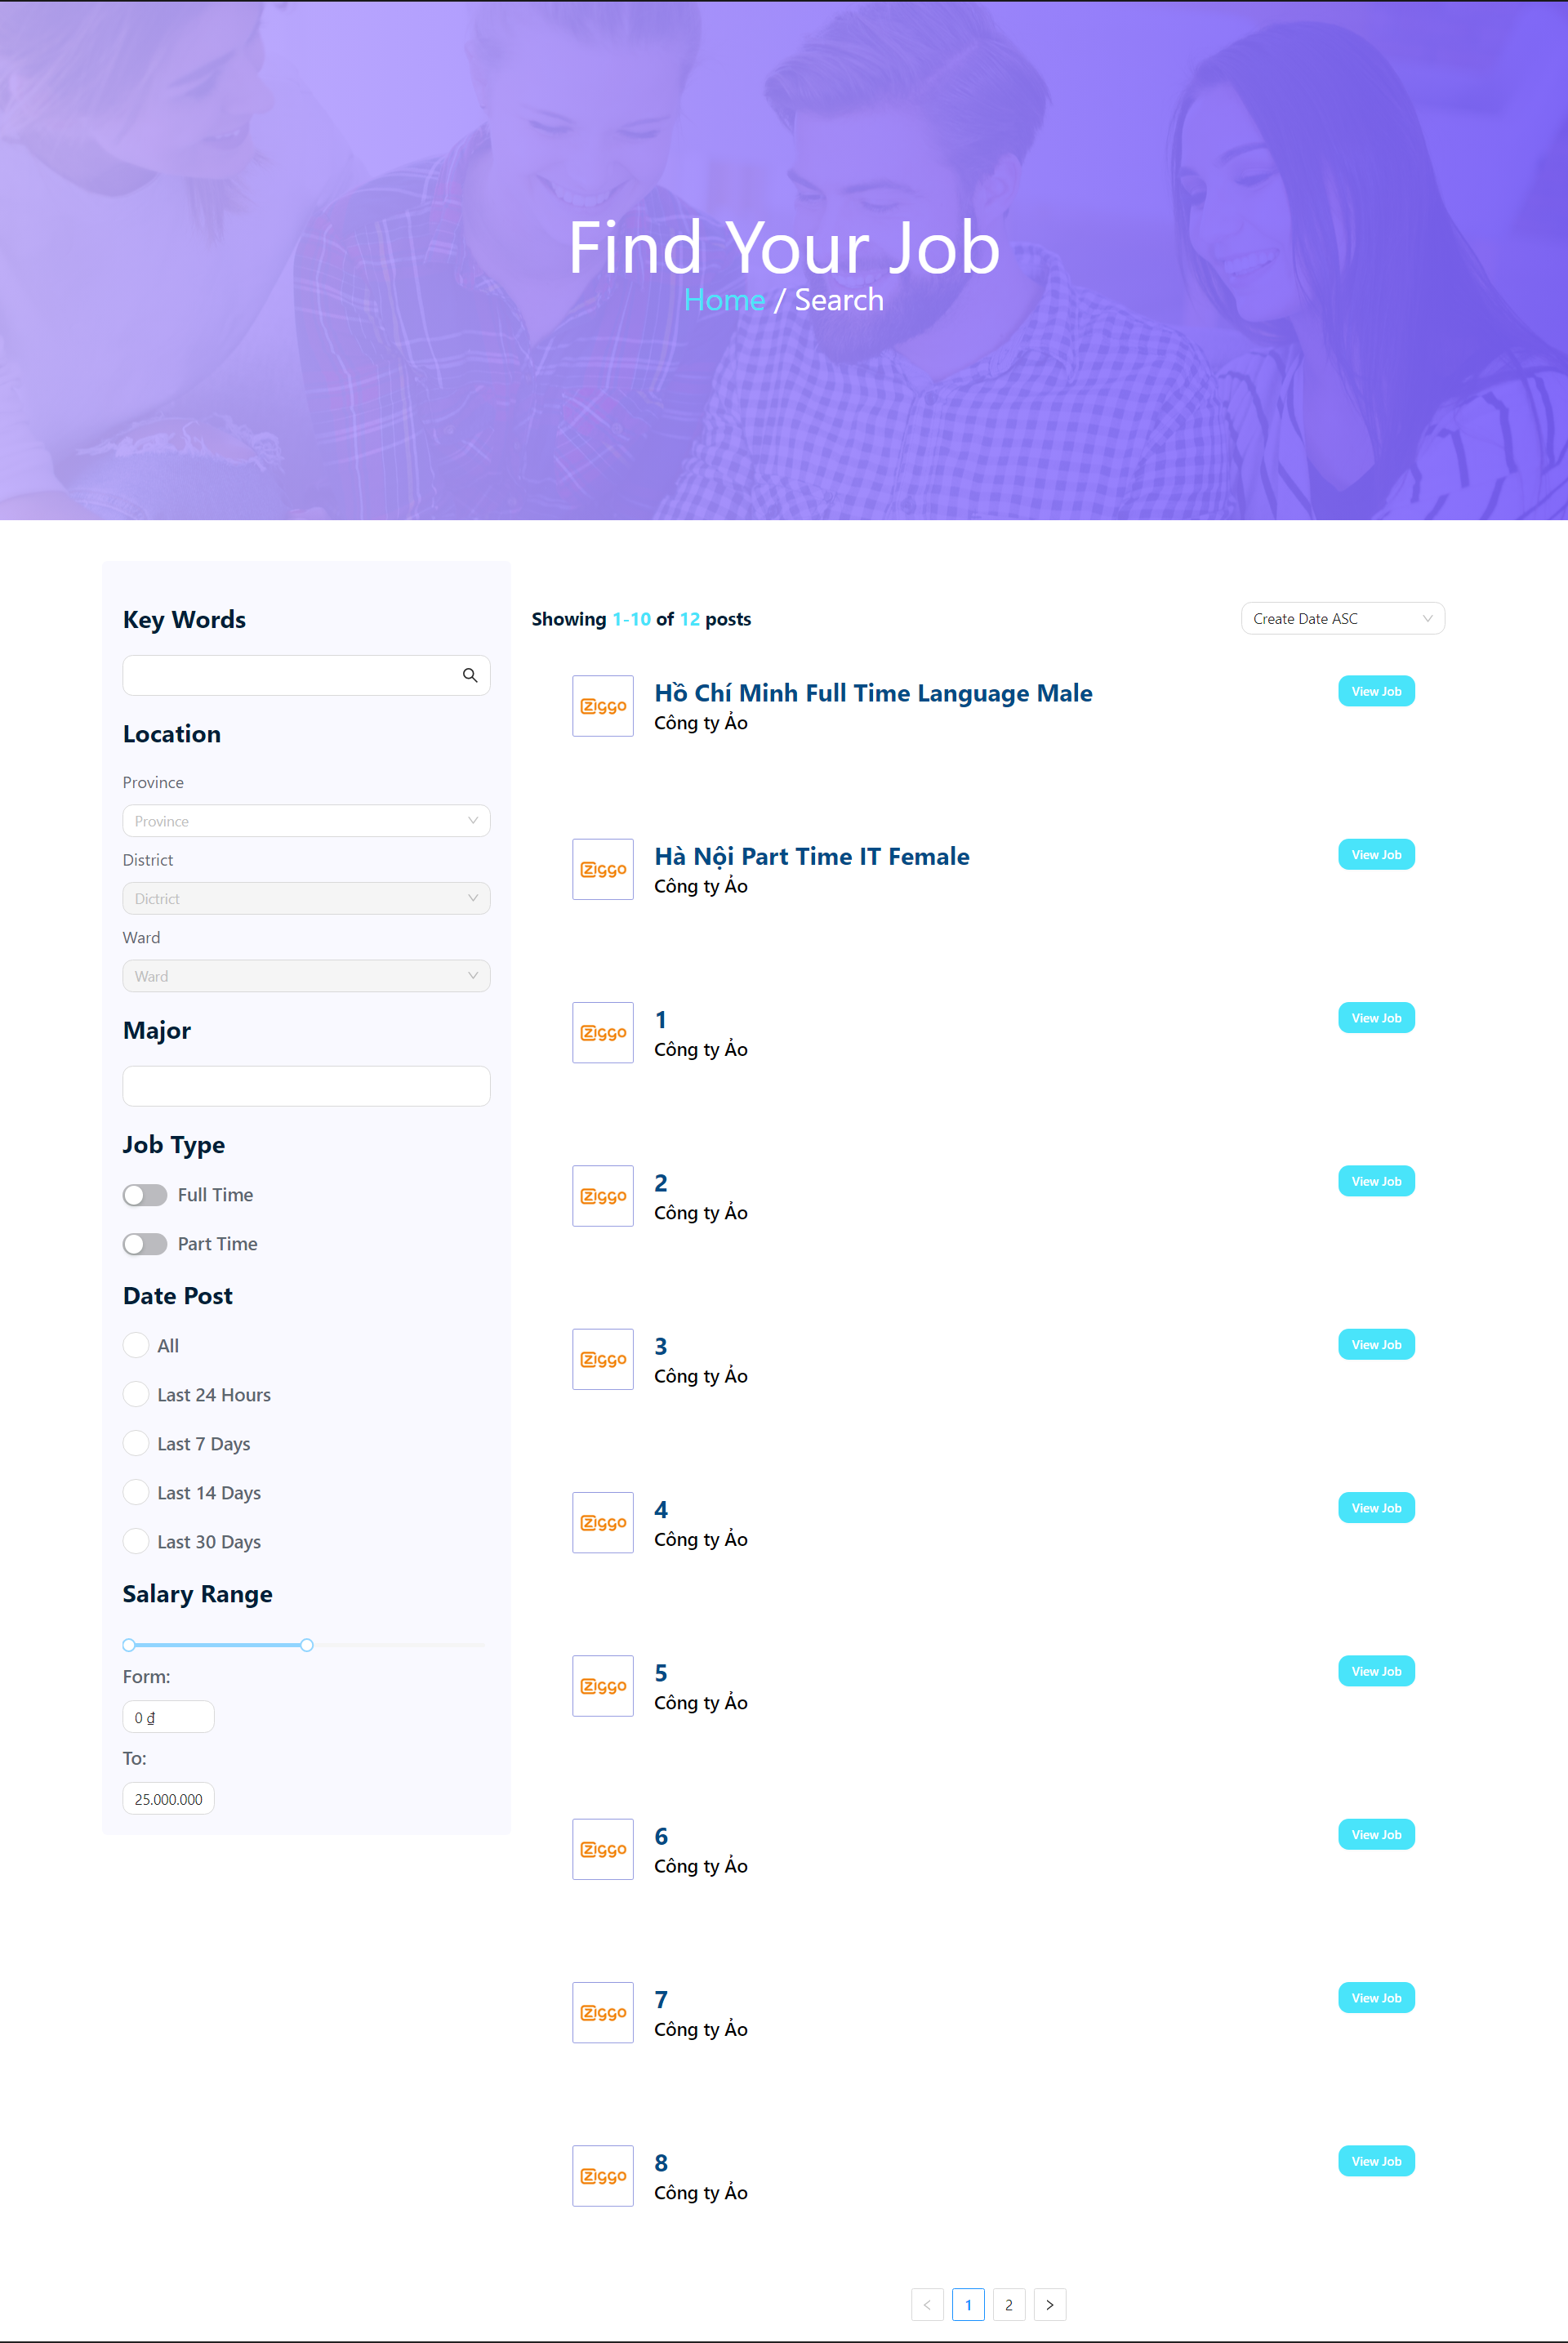 Find Your Job
Home / Search
Key Words
Location
Province
Province
District
Dictrict
Ward
Ward
Major
Job Type
Full Time
Part Time
Date Post
All
Last 24 Hours
Last 7 Days
Last 14 Days
Last 30 Days
Salary Range
Form:
0 ₫
To:
25.000.000
Showing 1-10 of 12 posts
Create Date ASC
ziggo
Hồ Chí Minh Full Time Language Male
Công ty Ảo
View Job
ziggo
Hà Nội Part Time IT Female
Công ty Ảo
View Job
ziggo
1
Công ty Ảo
View Job
ziggo
2
Công ty Ảo
View Job
ziggo
3
Công ty Ảo
View Job
ziggo
4
Công ty Ảo
View Job
ziggo
5
Công ty Ảo
View Job
ziggo
6
Công ty Ảo
View Job
ziggo
7
Công ty Ảo
View Job
ziggo
8
Công ty Ảo
View Job
< 1 2 >